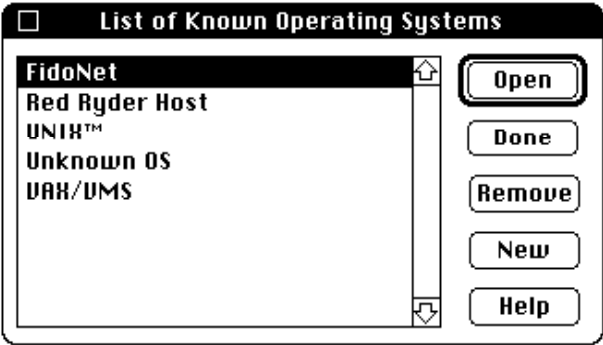 List of Known Operating Systems
FidoNet
Red Ryder Host
UNIX™
Unknown OS
VAX/VMS
Open
Done
Remove
New
Help